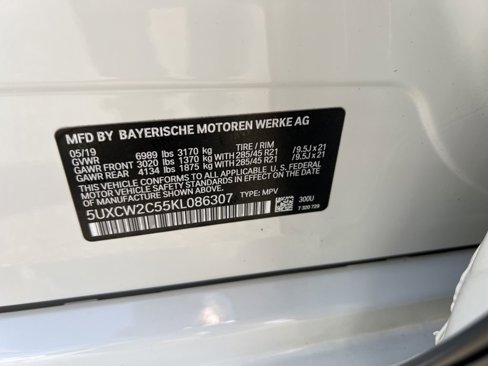 MFD BY BAYERISCHE MOTOREN WERKE AG
05/19 TIRE / RIM
GVWR 6989 lbs 3170 kg
GAWR FRONT 3020 lbs 1370 kg WITH 285/45 R21 /9.5J x 21
GAWR REAR 4134 lbs 1875 kg WITH 285/45 R21 /9.5J x 21
THIS VEHICLE CONFORMS TO ALL APPLICABLE U. S. FEDERAL
MOTOR VEHICLE SAFETY STANDARDS IN EFFECT ON THE DATE
OF MANUFACTURE SHOWN ABOVE.
5UXCW2C55KL086307 TYPE: MPV
300U
7 320 729